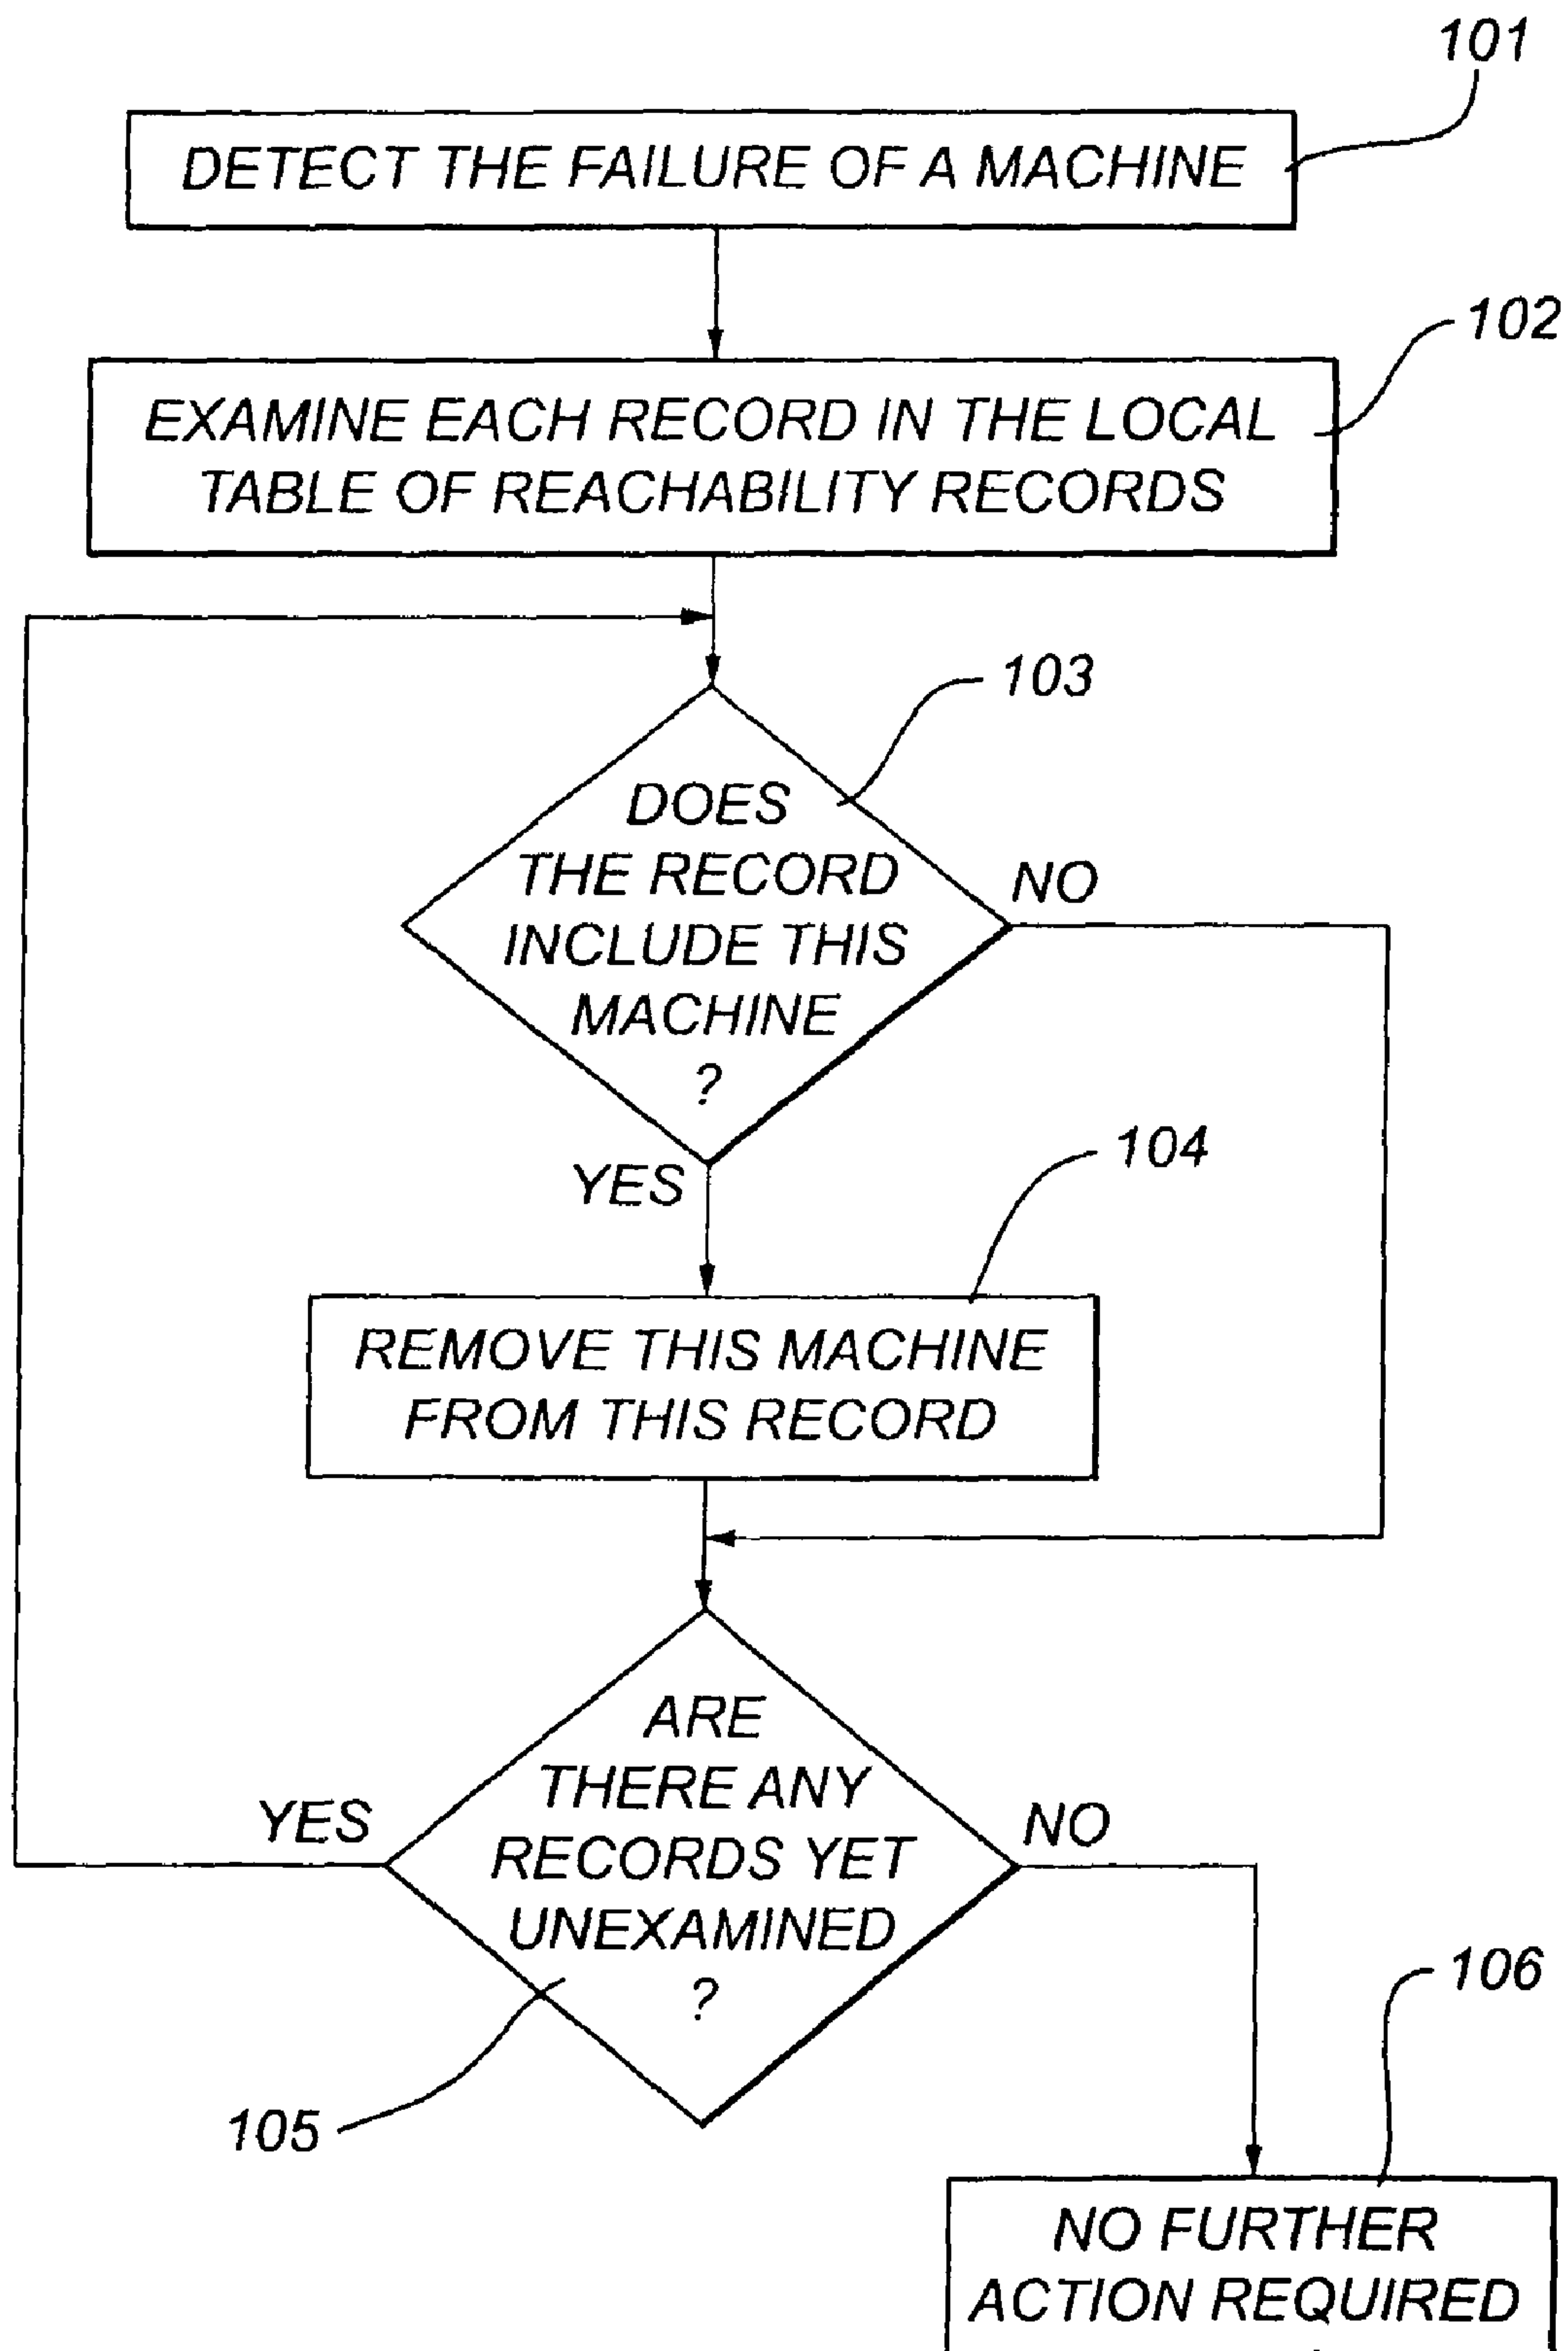 101
DETECT THE FAILURE OF A MACHINE
102
EXAMINE EACH RECORD IN THE LOCAL
TABLE OF REACHABILITY RECORDS
103
DOES
THE RECORD
INCLUDE THIS
MACHINE
?
NO
YES
104
REMOVE THIS MACHINE
FROM THIS RECORD
ARE
THERE ANY
RECORDS YET
UNEXAMINED
?
YES
NO
105
106
NO FURTHER
ACTION REQUIRED